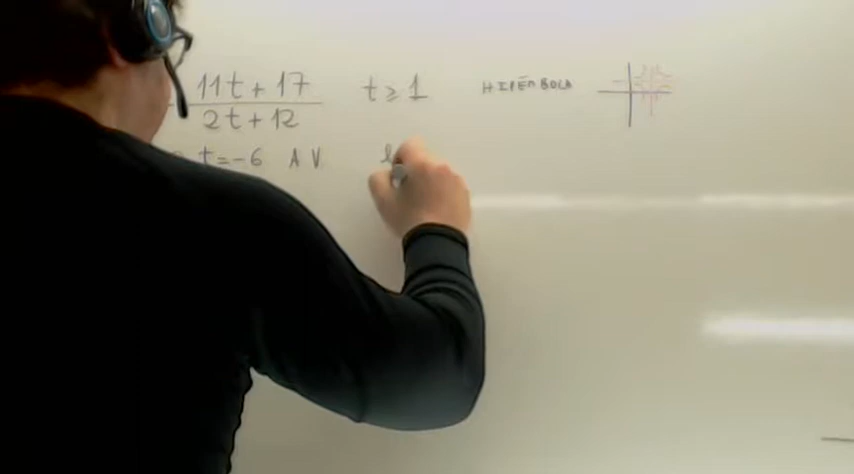 11t + 17 t ≥ 1 HIPÉRBOLA
2t + 12
t = -6 A V